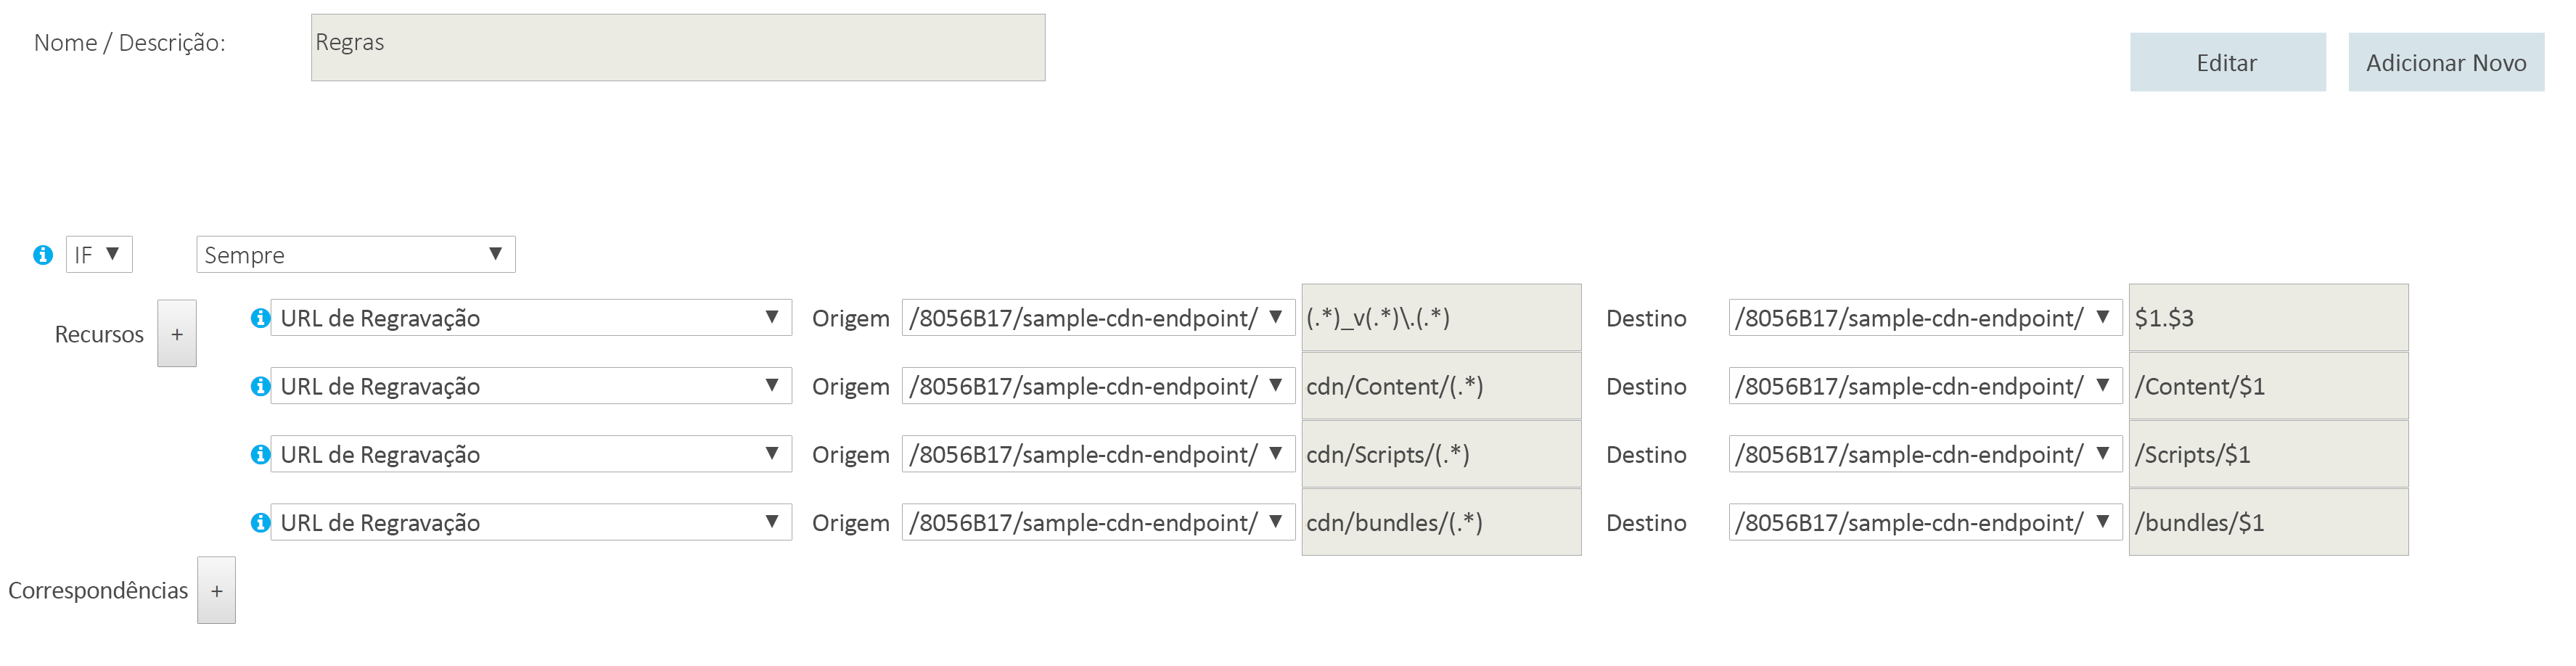 Nome / Descrição: Regras
Editar Adicionar Novo
IF Sempre
Recursos + URL de Regravação Origem /8056B17/sample-cdn-endpoint/ (.*)_v(.*)\.(.*) Destino /8056B17/sample-cdn-endpoint/ $1.$3
URL de Regravação Origem /8056B17/sample-cdn-endpoint/ cdn/Content/(.*) Destino /8056B17/sample-cdn-endpoint/ /Content/$1
URL de Regravação Origem /8056B17/sample-cdn-endpoint/ cdn/Scripts/(.*) Destino /8056B17/sample-cdn-endpoint/ /Scripts/$1
URL de Regravação Origem /8056B17/sample-cdn-endpoint/ cdn/bundles/(.*) Destino /8056B17/sample-cdn-endpoint/ /bundles/$1
Correspondências +